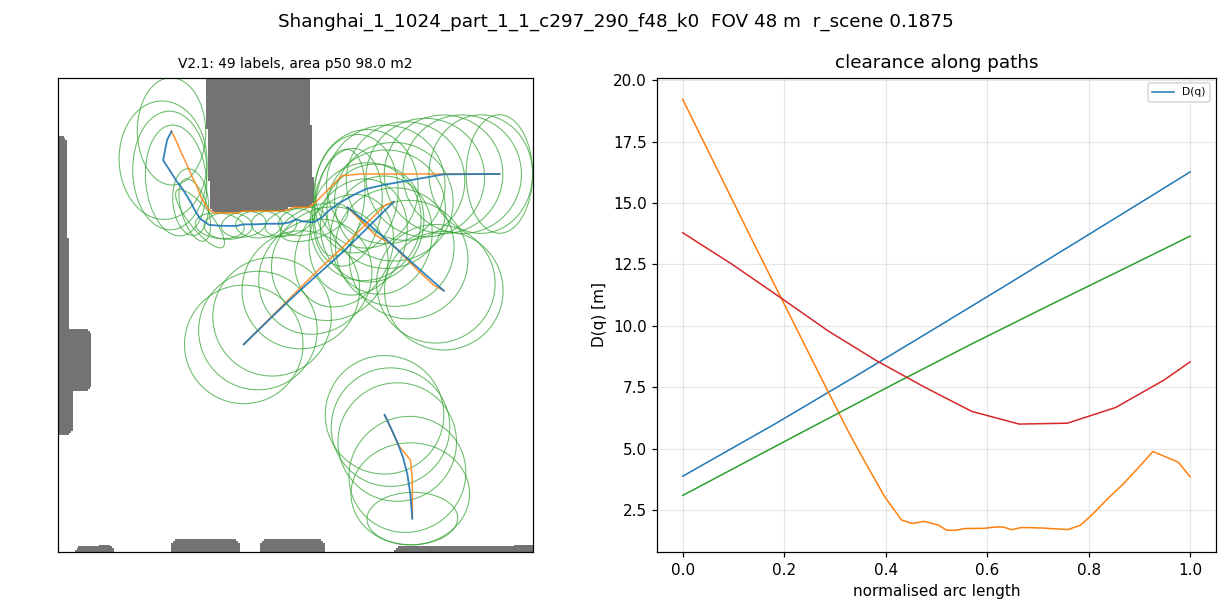 Shanghai_1_1024_part_1_1_c297_290_f48_k0 FOV 48 m r_scene 0.1875
V2.1: 49 labels, area p50 98.0 m2
clearance along paths
D(q)
20.0
17.5
15.0
12.5
10.0
7.5
5.0
2.5
D(q) [m]
0.0 0.2 0.4 0.6 0.8 1.0
normalised arc length